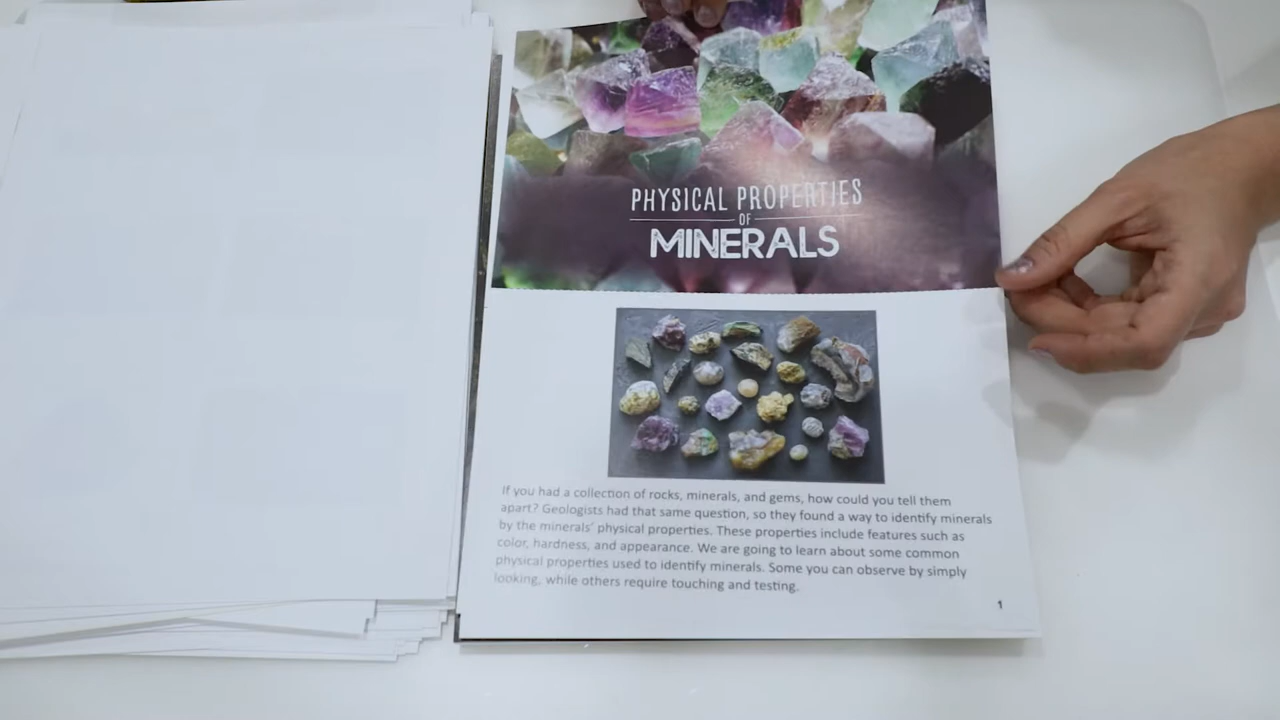 PHYSICAL PROPERTIES
OF
MINERALS
If you had a collection of rocks, minerals, and gems, how could you tell them
apart? Geologists had that same question, so they found a way to identify minerals
by the minerals' physical properties. These properties include features such as
color, hardness, and appearance. We are going to learn about some common
physical properties used to identify minerals. Some you can observe by simply
looking, while others require touching and testing.
1